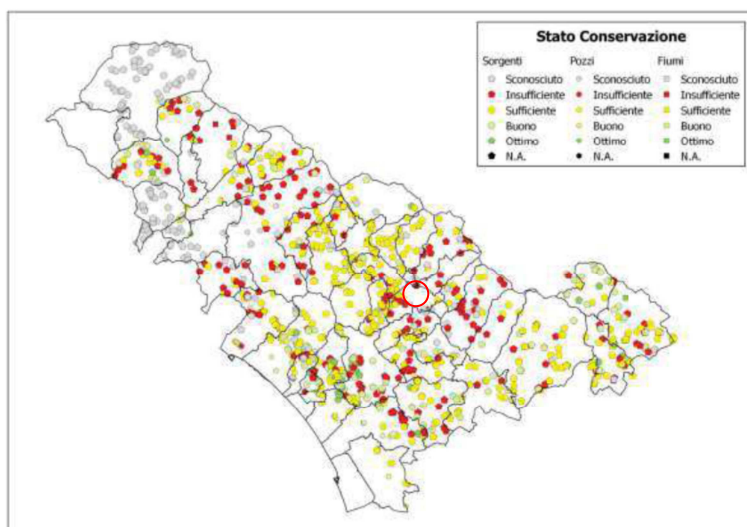 Stato Conservazione
Sorgenti Pozzi Fiumi
Sconosciuto Sconosciuto Sconosciuto
Insufficiente Insufficiente Insufficiente
Sufficiente Sufficiente Sufficiente
Buono Buono Buono
Ottimo Ottimo Ottimo
N.A. N.A. N.A.